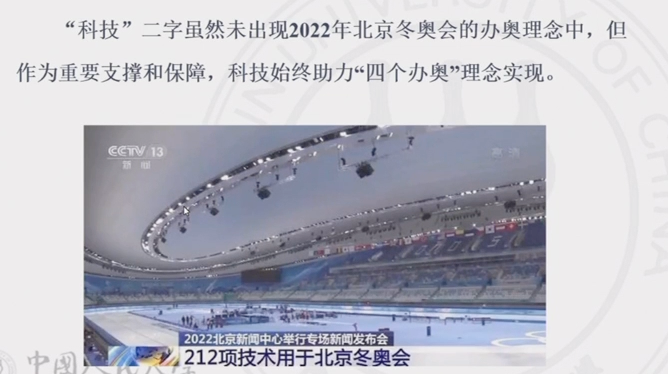 “科技”二字虽然未出现2022年北京冬奥会的办奥理念中，但
作为重要支撑和保障，科技始终助力“四个办奥”理念实现。
CCTV 13
新闻
高清
2022北京新闻中心举行专场新闻发布会
212项技术用于北京冬奥会